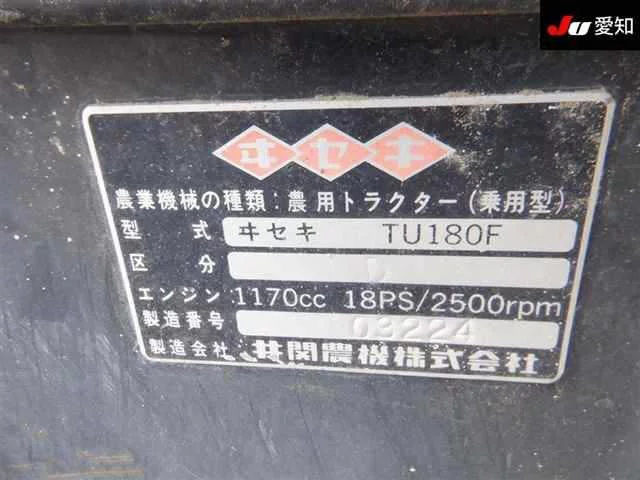 JU 愛知
ヰセキ
農業機械の種類:農用トラクター(乗用型)
型式 ヰセキ TU180F
区分
エンジン 1170cc 18PS/2500rpm
製造番号 03224
製造会社 井関農機株式会社